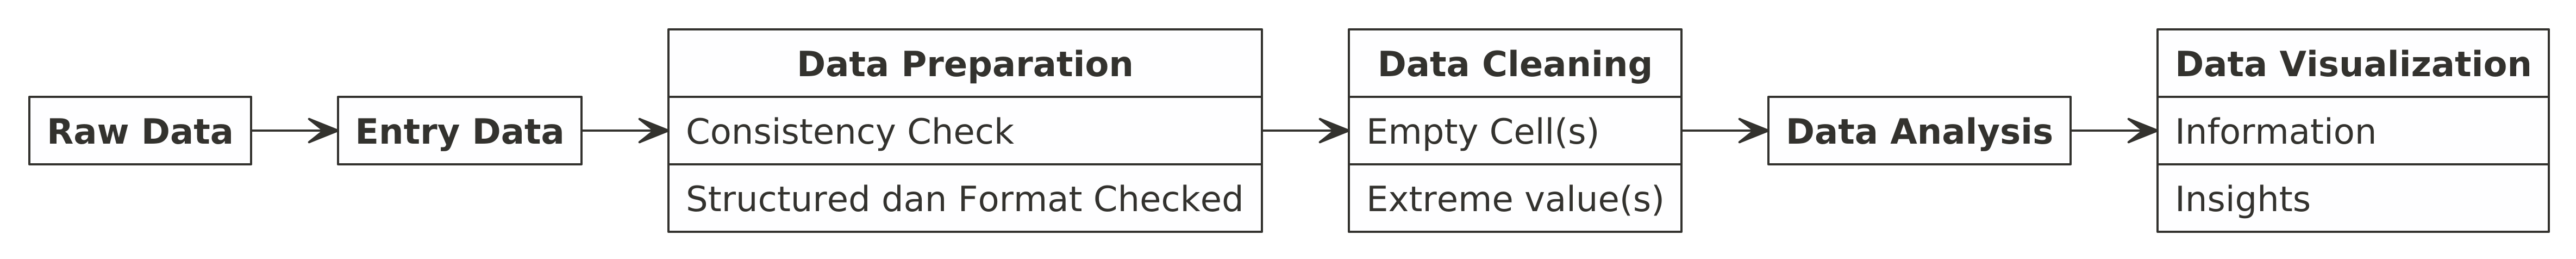 Raw Data
Entry Data
Data Preparation
Consistency Check
Structured dan Format Checked
Data Cleaning
Empty Cell(s)
Extreme value(s)
Data Analysis
Data Visualization
Information
Insights